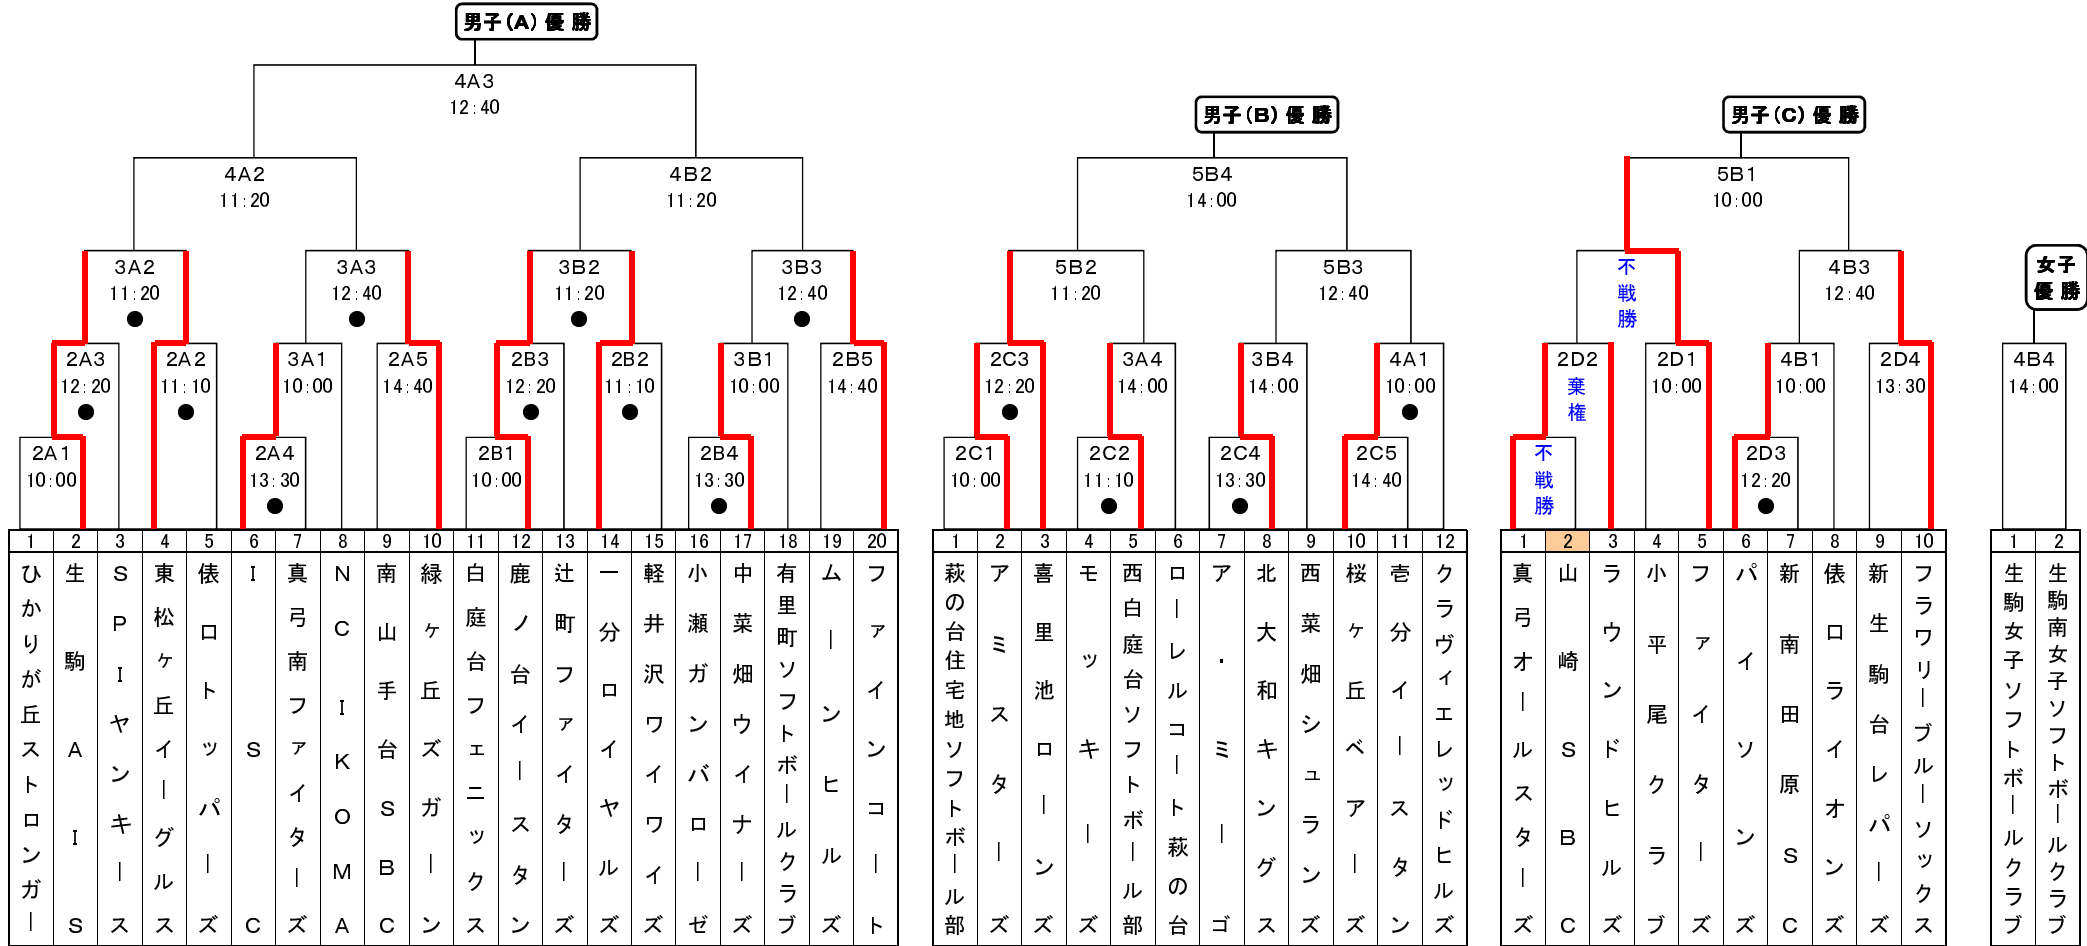 男子(A)優 勝
4A3
12:40
男子(B)優 勝
男子(C)優 勝
4A2
11:20
4B2
11:20
5B4
14:00
5B1
10:00
3A2
11:20
●
3A3
12:40
●
3B2
11:20
●
3B3
12:40
●
5B2
11:20
5B3
12:40
不戦勝
4B3
12:40
女子
優 勝
2A3
12:20
●
2A2
11:10
●
3A1
10:00
2A5
14:40
2B3
12:20
●
2B2
11:10
●
3B1
10:00
2B5
14:40
2C3
12:20
●
3A4
14:00
3B4
14:00
4A1
10:00
●
2D2
棄権
2D1
10:00
4B1
10:00
2D4
13:30
4B4
14:00
2A1
10:00
2A4
13:30
●
2B1
10:00
2B4
13:30
●
2C1
10:00
2C2
11:10
●
2C4
13:30
●
2C5
14:40
不戦勝
2D3
12:20
●
1 2 3 4 5 6 7 8 9 10 11 12 13 14 15 16 17 18 19 20
ひかりが丘ストロンガー
生駒AIS
SPIヤンキース
東松ヶ丘イーグルス
俵ロトッパーズ
ISC
真弓南ファイターズ
NCIKOMA
南山手台SBC
緑ヶ丘ズガーン
白庭台フェニックス
鹿ノ台イースタン
辻町ファイターズ
一分ロイヤルズ
軽井沢ワイワイズ
小瀬ガンバローゼ
中菜畑ウイナーズ
有里町ソフトボールクラブ
ムーンヒルズ
ファインコート
1 2 3 4 5 6 7 8 9 10 11 12
萩の台住宅地ソフトボール部
アミスターズ
喜里池ローンズ
モッキーズ
西白庭台ソフトボール部
ローレルコート萩の台
ア・ミーゴ
北大和キングス
西菜畑シュランズ
桜ヶ丘ベアーズ
壱分イースタン
クラヴィエレッドヒルズ
1 2 3 4 5 6 7 8 9 10
真弓オールスターズ
山崎SBC
ラウンドヒルズ
小平尾クラブ
ファイターズ
パイソンズ
新南田原SC
俵ロライオンズ
新生駒台レパーズ
フラワリーブルーソックス
1 2
生駒女子ソフトボールクラブ
生駒南女子ソフトボールクラブ